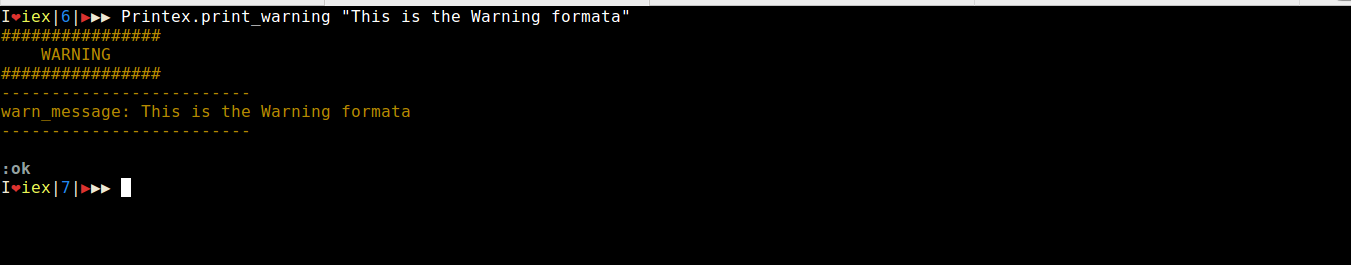 I❤iex|6|▶▶▶ Printex.print_warning "This is the Warning formata"
################
    WARNING
################
-------------------------
warn_message: This is the Warning formata
-------------------------

:ok
I❤iex|7|▶▶▶